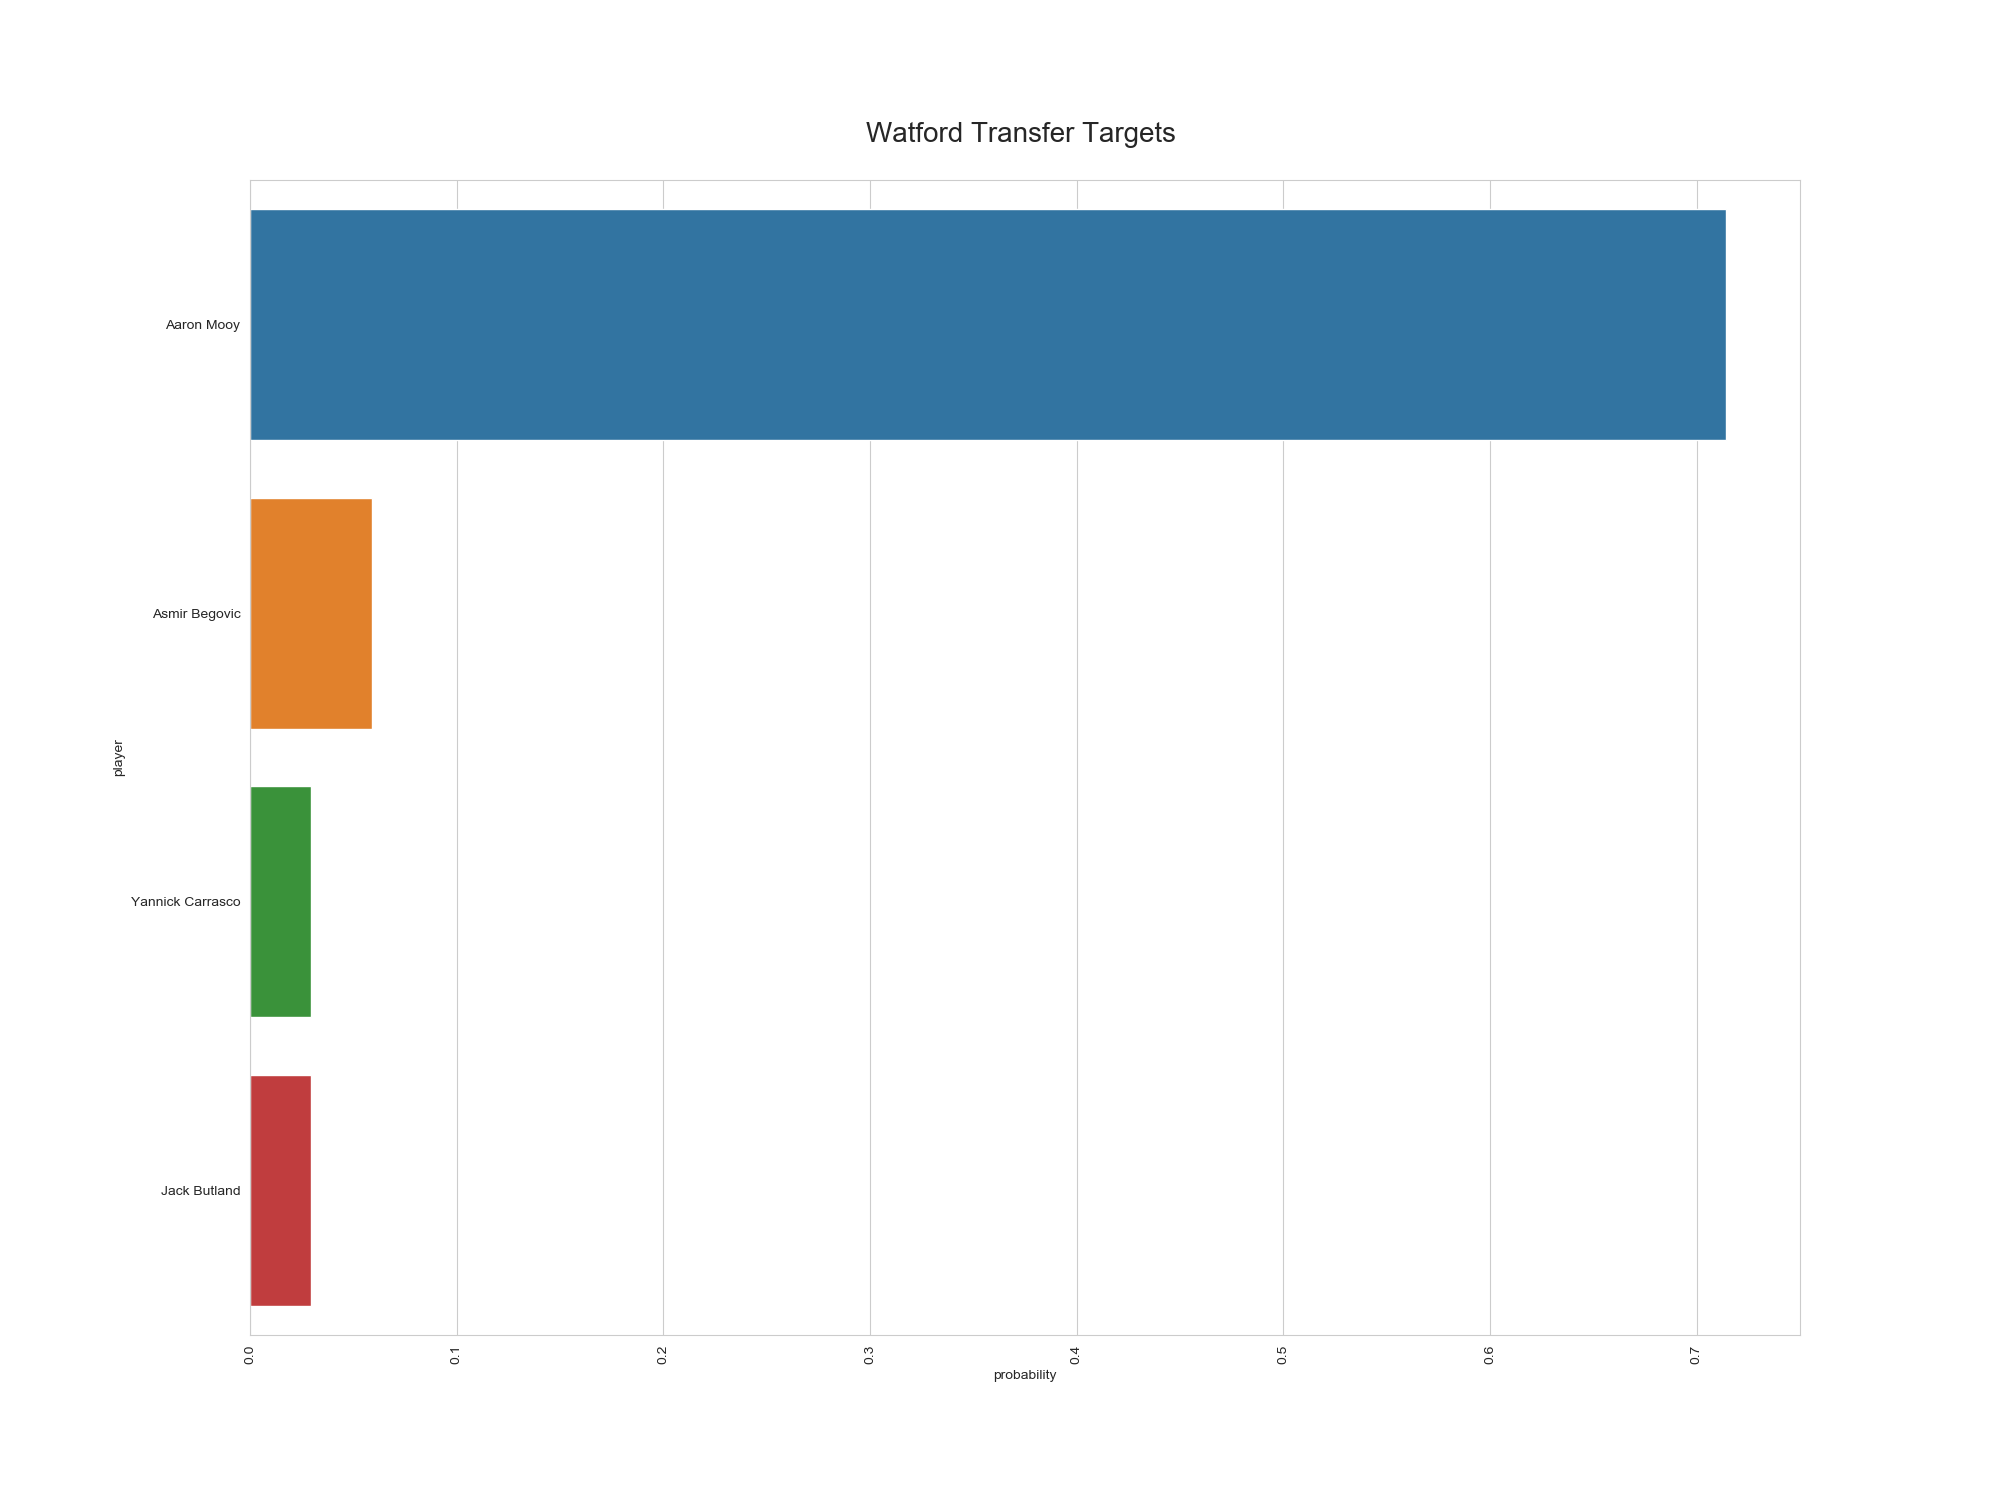 Watford Transfer Targets
Aaron Mooy
Asmir Begovic
player
Yannick Carrasco
Jack Butland
0.0 0.1 0.2 0.3 0.4 0.5 0.6 0.7
probability